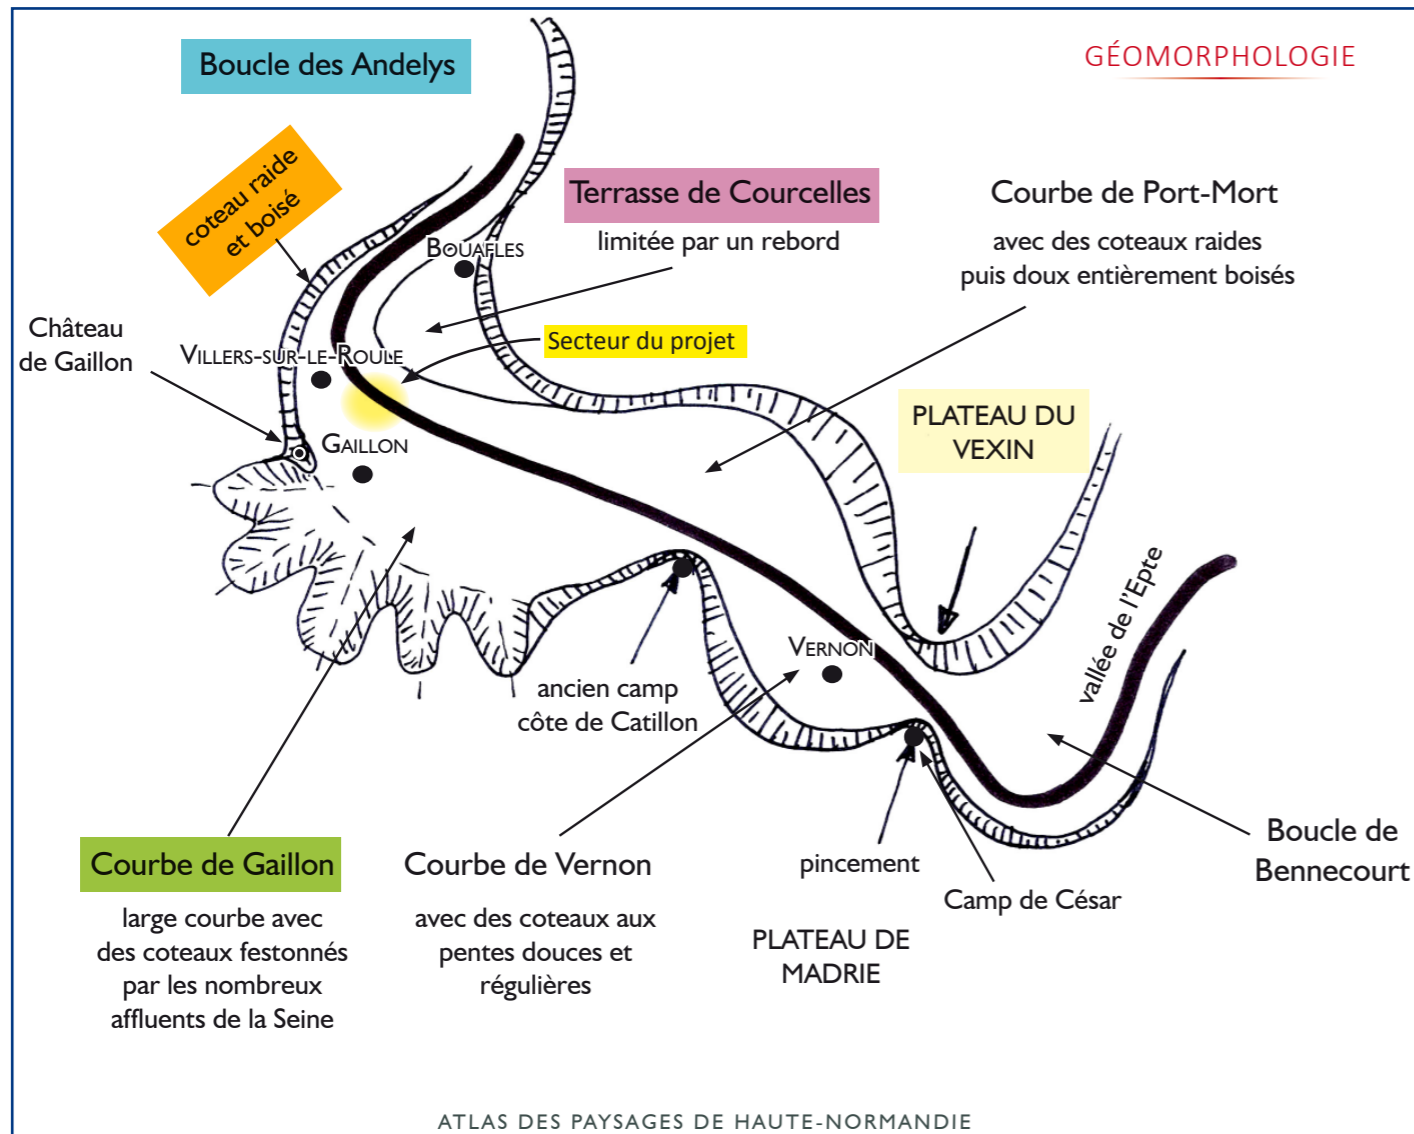 GÉOMORPHOLOGIE
Boucle des Andelys
coteau raide
et boisé
Terrasse de Courcelles
limitée par un rebord
Courbe de Port-Mort
avec des coteaux raides
puis doux entièrement boisés
BOUAFLES
Château
de Gaillon
VILLERS-SUR-LE-ROULE
Secteur du projet
GAILLON
PLATEAU DU
VEXIN
vallée de l'Epte
VERNON
ancien camp
côte de Catillon
Courbe de Gaillon
large courbe avec
des coteaux festonnés
par les nombreux
affluents de la Seine
Courbe de Vernon
avec des coteaux aux
pentes douces et
régulières
pincement
Camp de César
PLATEAU DE
MADRIE
Boucle de
Bennecourt
ATLAS DES PAYSAGES DE HAUTE-NORMANDIE